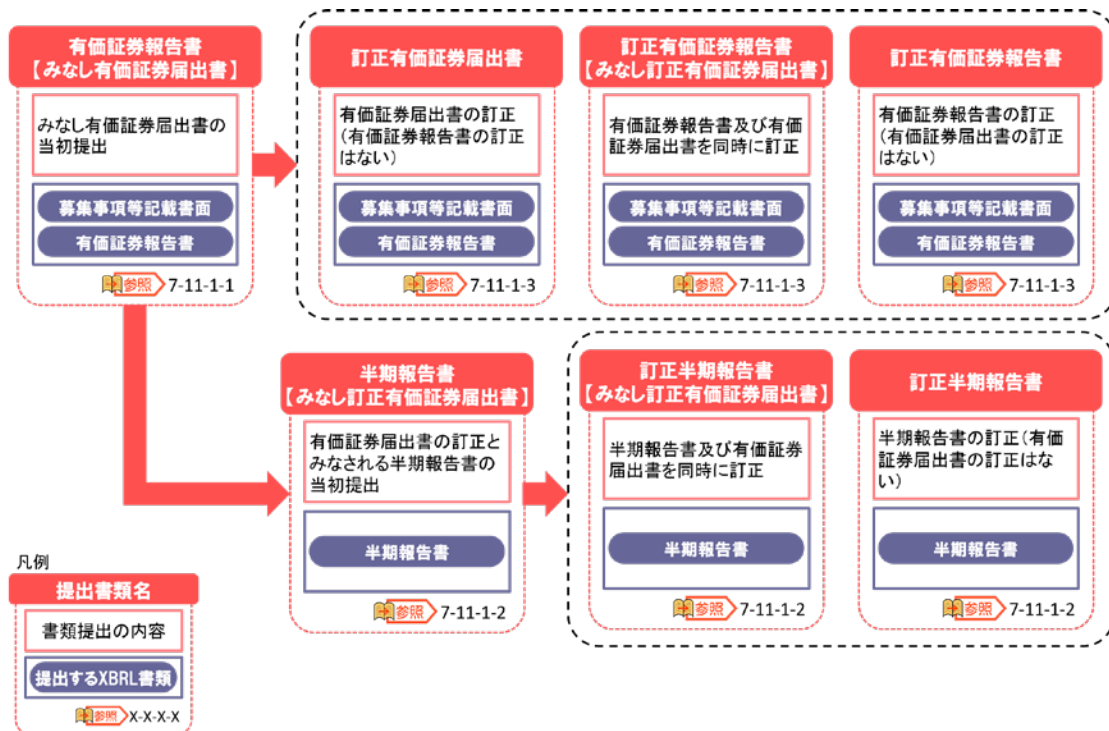 有価証券報告書
【みなし有価証券届出書】
みなし有価証券届出書の
当初提出
募集事項等記載書面
有価証券報告書
参照 7-11-1-1
訂正有価証券届出書
有価証券届出書の訂正
(有価証券報告書の訂正
はない)
募集事項等記載書面
有価証券報告書
参照 7-11-1-3
訂正有価証券報告書
【みなし訂正有価証券届出書】
有価証券報告書及び有価
証券届出書を同時に訂正
募集事項等記載書面
有価証券報告書
参照 7-11-1-3
訂正有価証券報告書
有価証券報告書の訂正
(有価証券届出書の訂正
はない)
募集事項等記載書面
有価証券報告書
参照 7-11-1-3
半期報告書
【みなし訂正有価証券届出書】
有価証券届出書の訂正と
みなされる半期報告書の
当初提出
半期報告書
参照 7-11-1-2
訂正半期報告書
【みなし訂正有価証券届出書】
半期報告書及び有価証券
届出書を同時に訂正
半期報告書
参照 7-11-1-2
訂正半期報告書
半期報告書の訂正(有価
証券届出書の訂正はな
い)
半期報告書
参照 7-11-1-2
凡例
提出書類名
書類提出の内容
提出するXBRL書類
参照 X-X-X-X